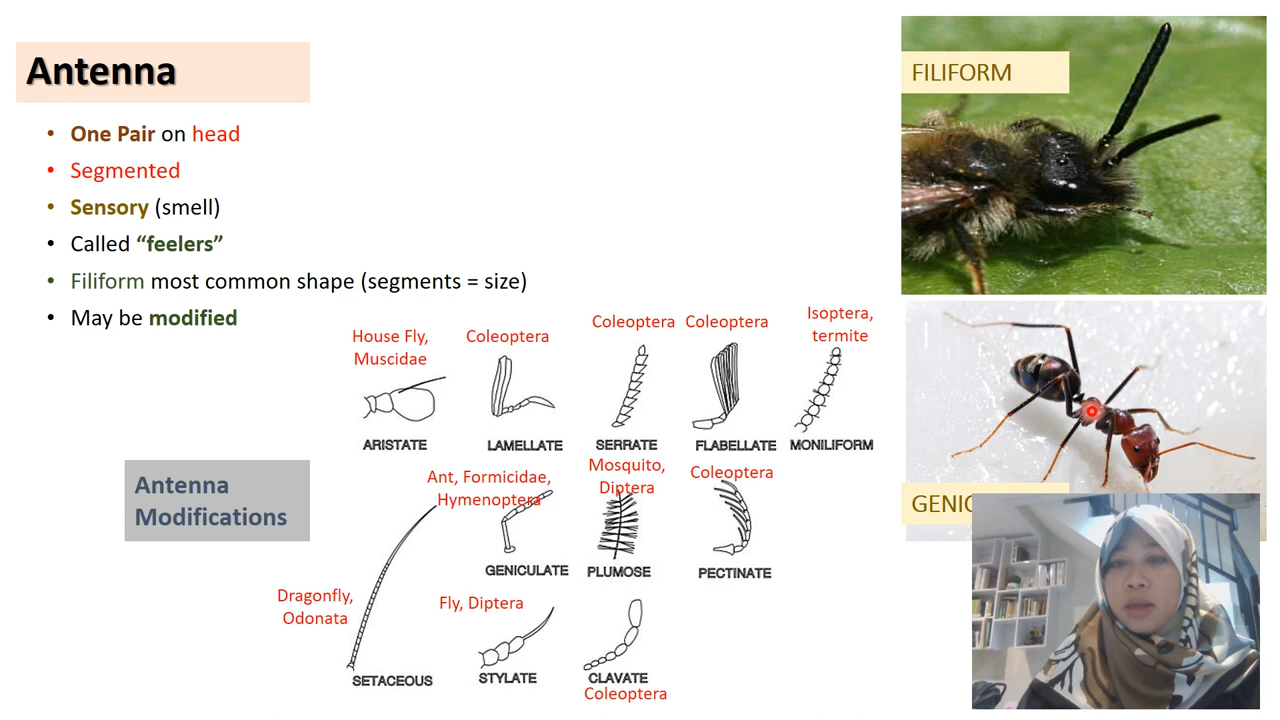 Antenna
• One Pair on head
• Segmented
• Sensory (smell)
• Called “feelers”
• Filiform most common shape (segments = size)
• May be modified
FILIFORM
Antenna
Modifications
House Fly,
Muscidae
ARISTATE
Coleoptera
LAMELLATE
Coleoptera
SERRATE
Coleoptera
FLABELLATE
Isoptera,
termite
MONILIFORM
Ant, Formicidae,
Hymenoptera
GENICULATE
Mosquito,
Diptera
PLUMOSE
Coleoptera
PECTINATE
Dragonfly,
Odonata
SETACEOUS
Fly, Diptera
STYLATE
CLAVATE
Coleoptera